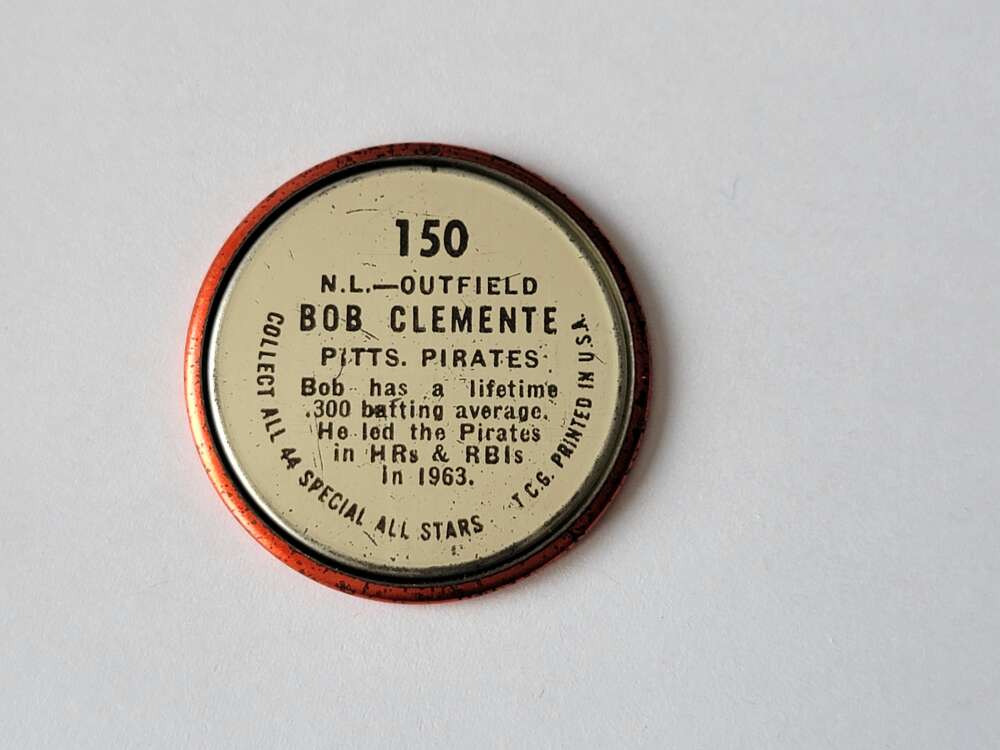 150
N.L.—OUTFIELD
BOB CLEMENTE
PITTS. PIRATES
Bob has a lifetime
.300 batting average.
He led the Pirates
in HRs & RBIs
in 1963.
COLLECT ALL 44 SPECIAL ALL STARS
T.C.G. PRINTED IN U.S.A.